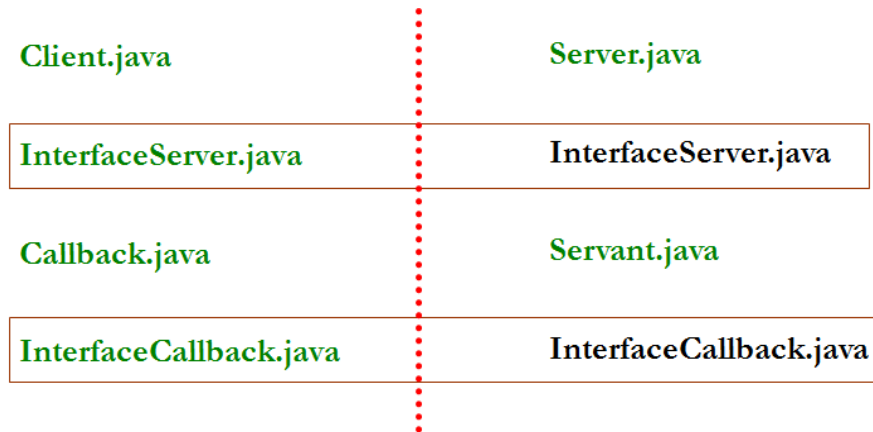 Client.java
Server.java
InterfaceServer.java
InterfaceServer.java
Callback.java
Servant.java
InterfaceCallback.java
InterfaceCallback.java